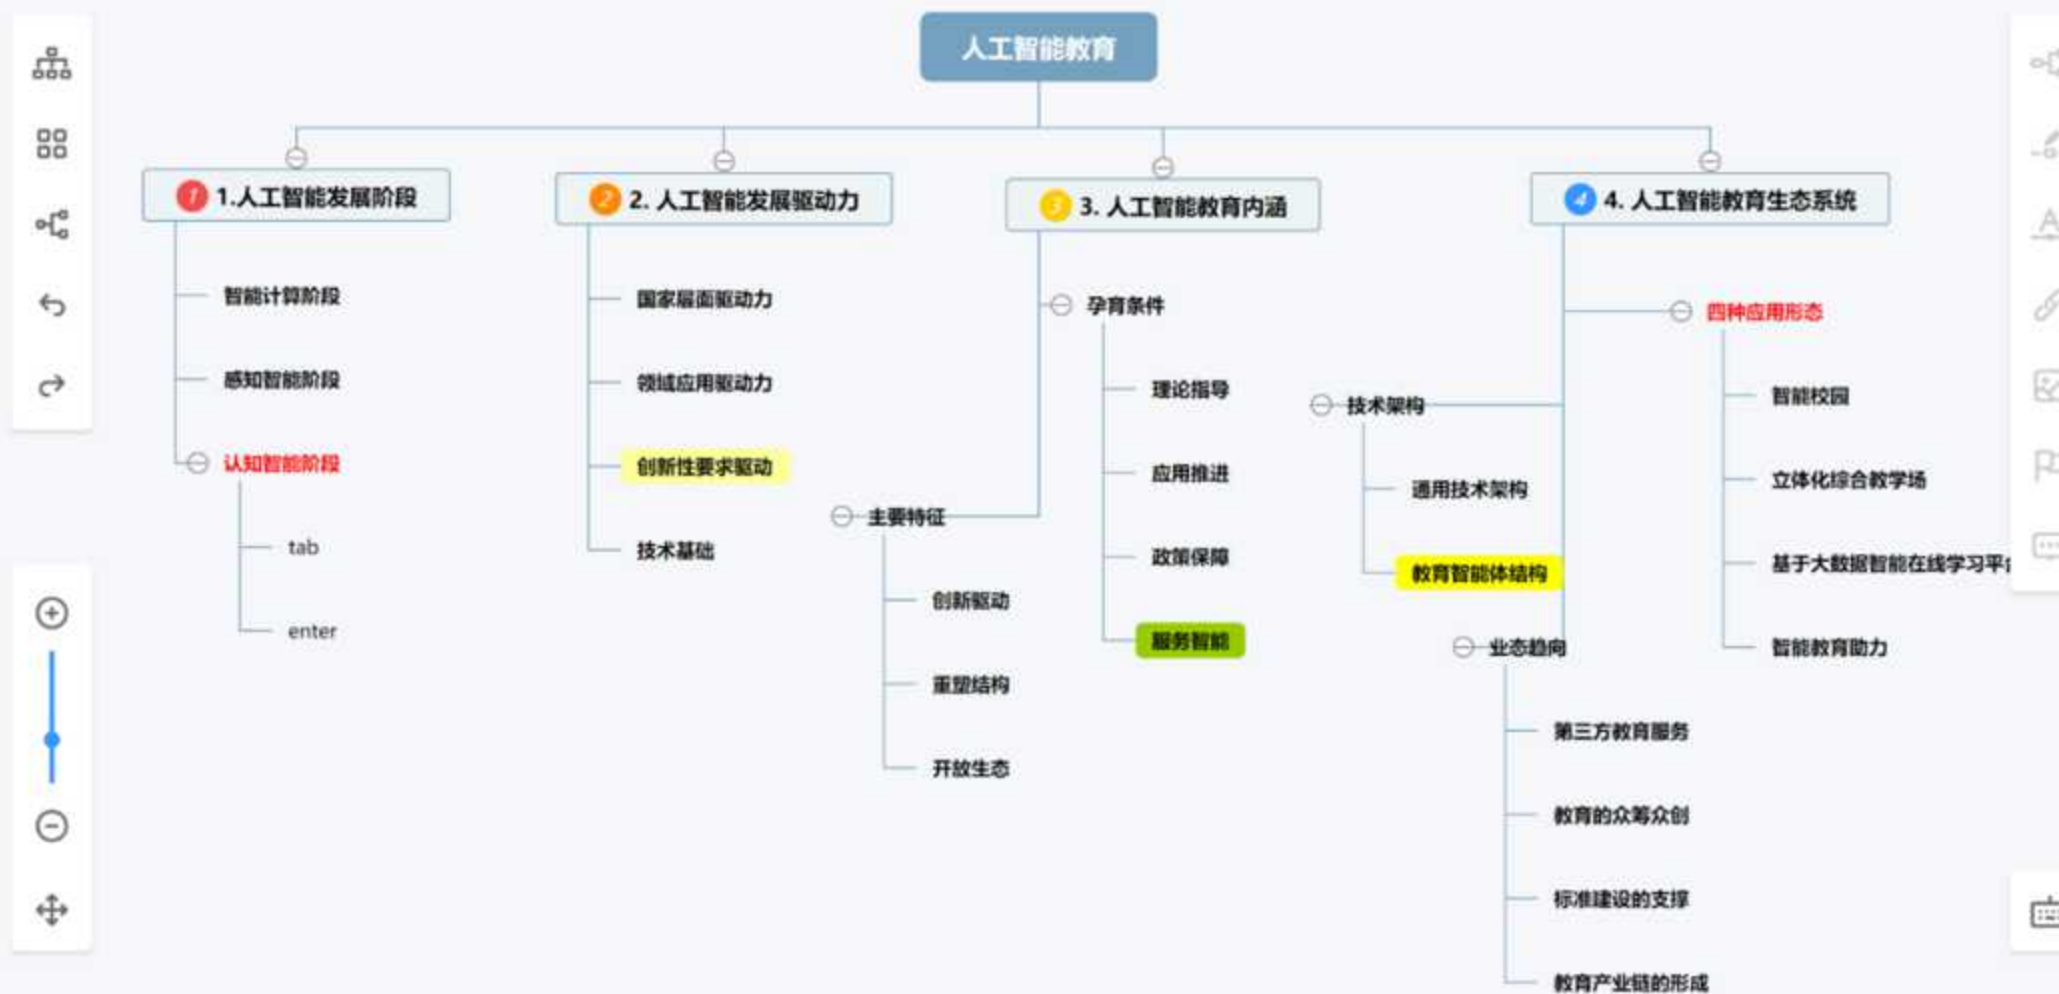 人工智能教育
1 1.人工智能发展阶段
智能计算阶段
感知智能阶段
认知智能阶段
tab
enter
2 2. 人工智能发展驱动力
国家层面驱动力
领域应用驱动力
创新性要求驱动
技术基础
3 3. 人工智能教育内涵
孕育条件
理论指导
应用推进
政策保障
服务智能
主要特征
创新驱动
重塑结构
开放生态
4 4. 人工智能教育生态系统
四种应用形态
智能校园
立体化综合教学场
基于大数据智能在线学习平
智能教育助力
技术架构
通用技术架构
教育智能体结构
业态趋向
第三方教育服务
教育的众筹众创
标准建设的支撑
教育产业链的形成
A